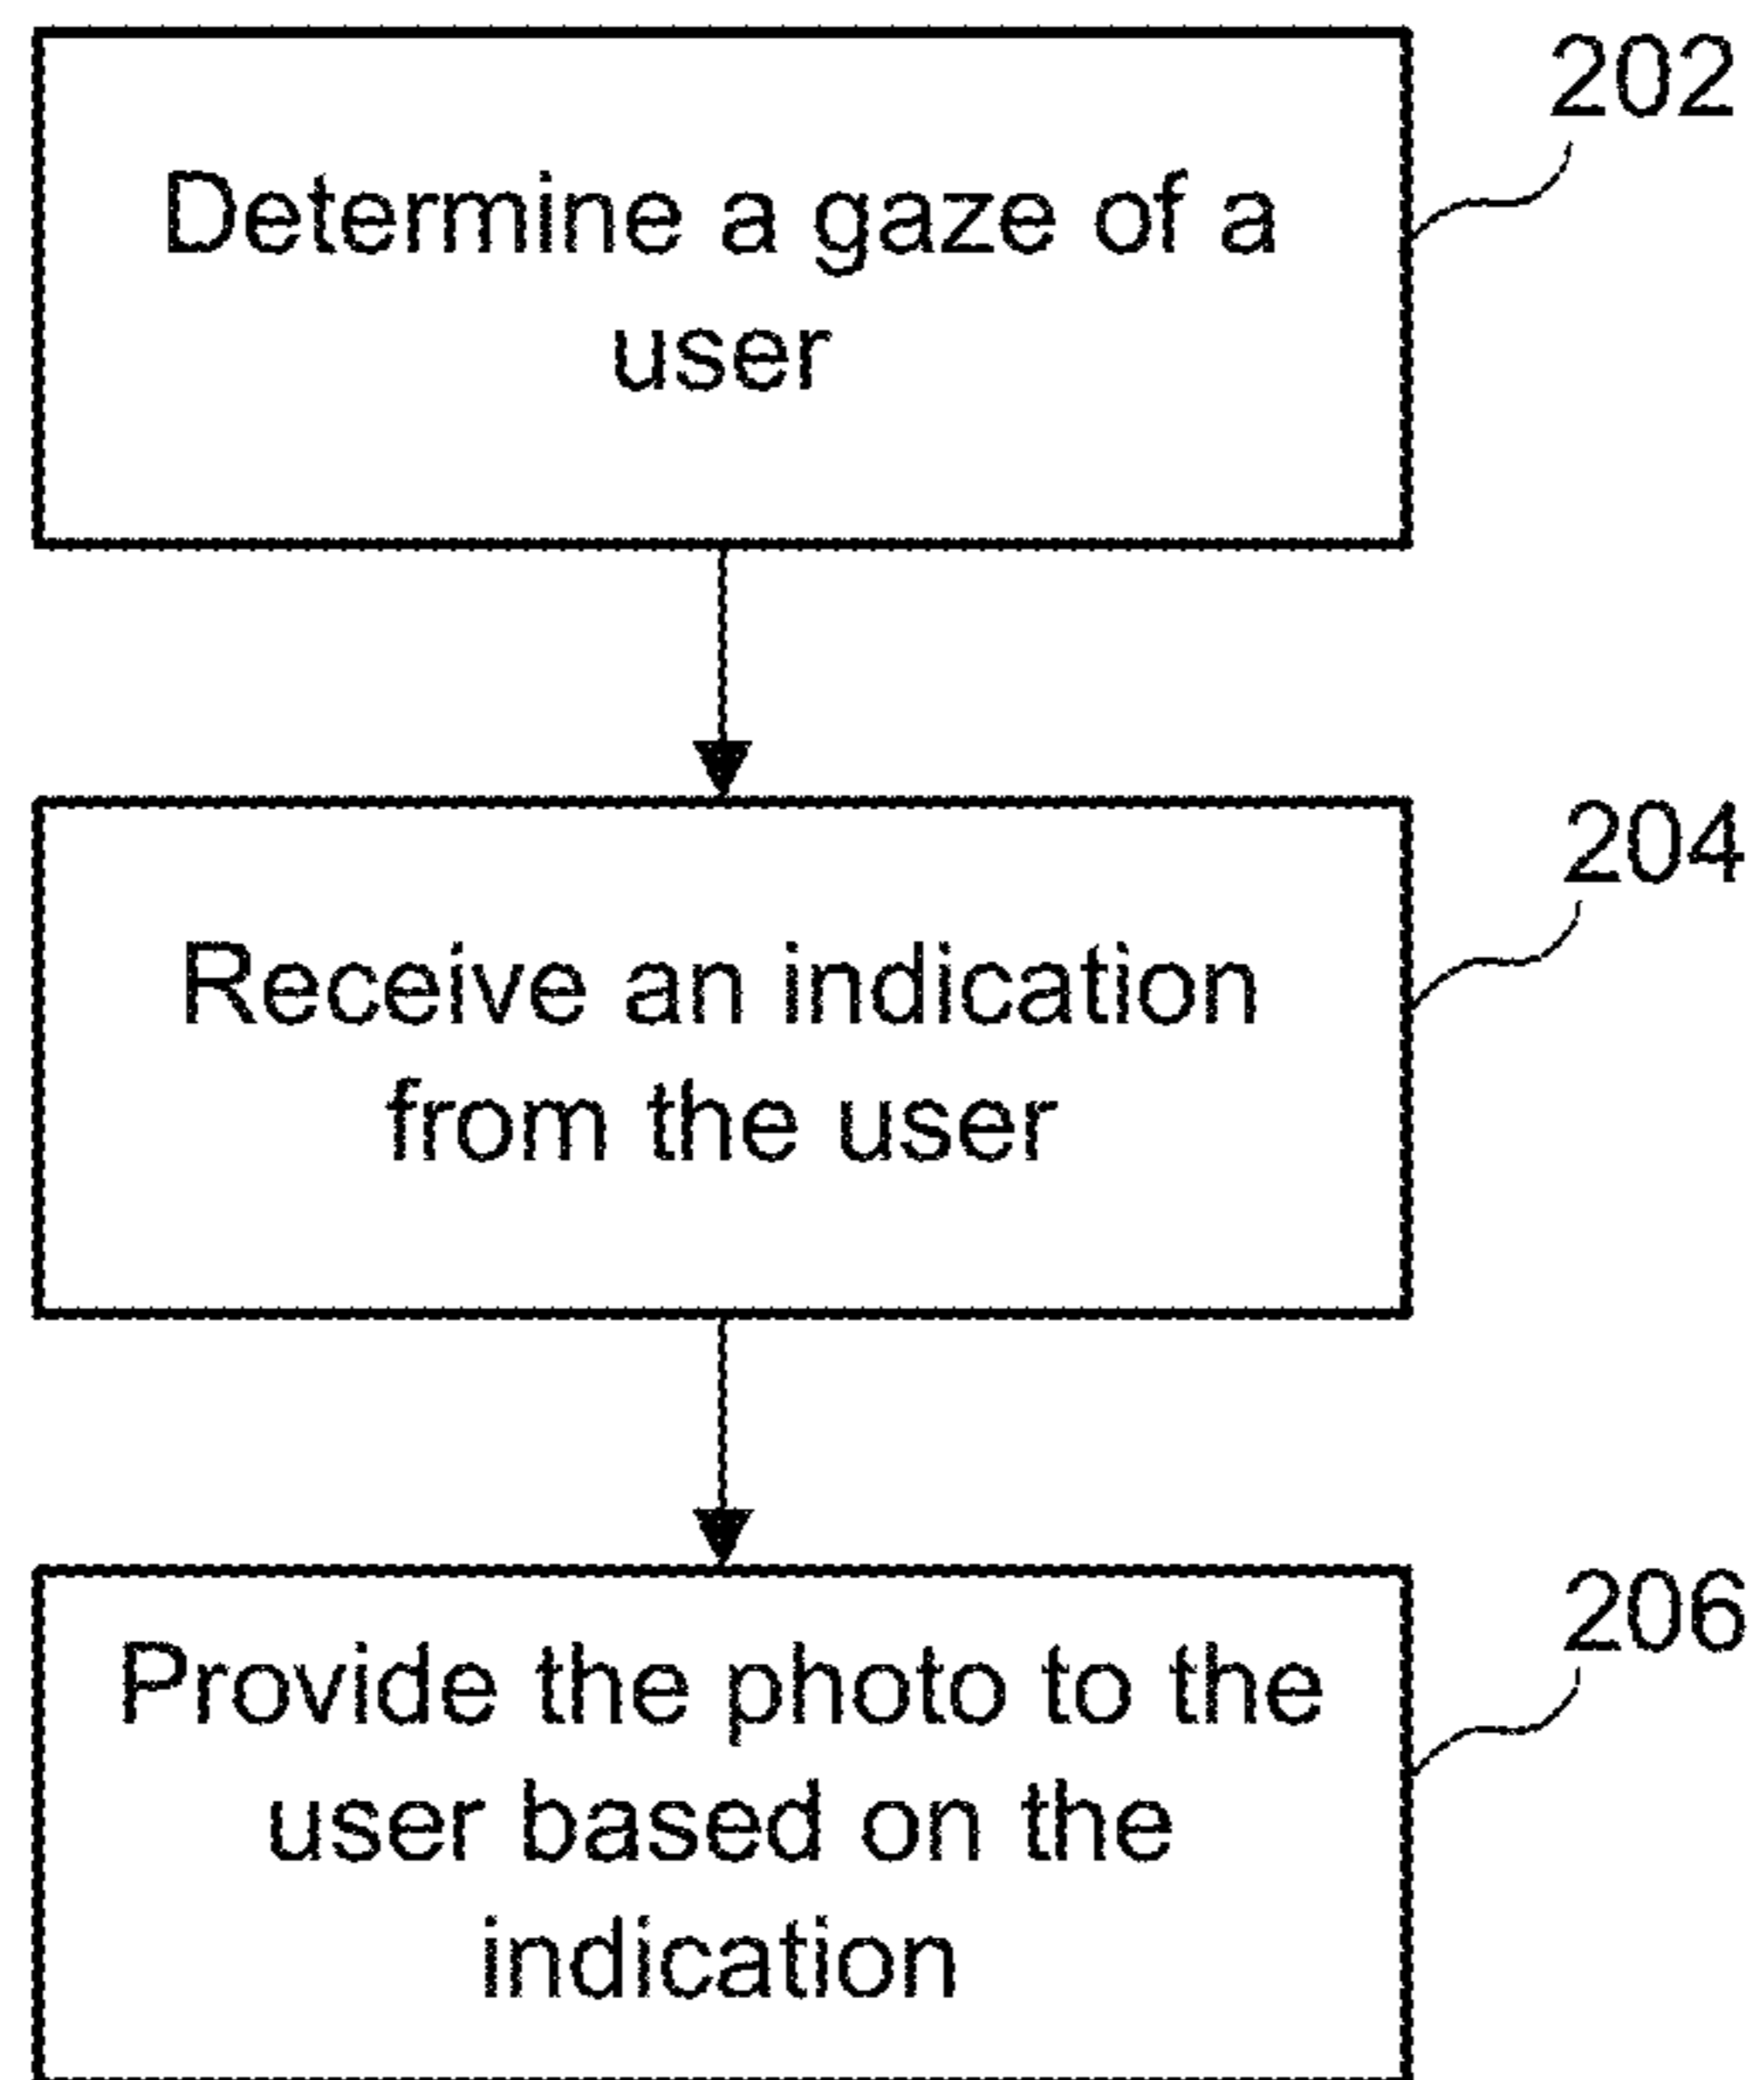 202
Determine a gaze of a
user
204
Receive an indication
from the user
206
Provide the photo to the
user based on the
indication